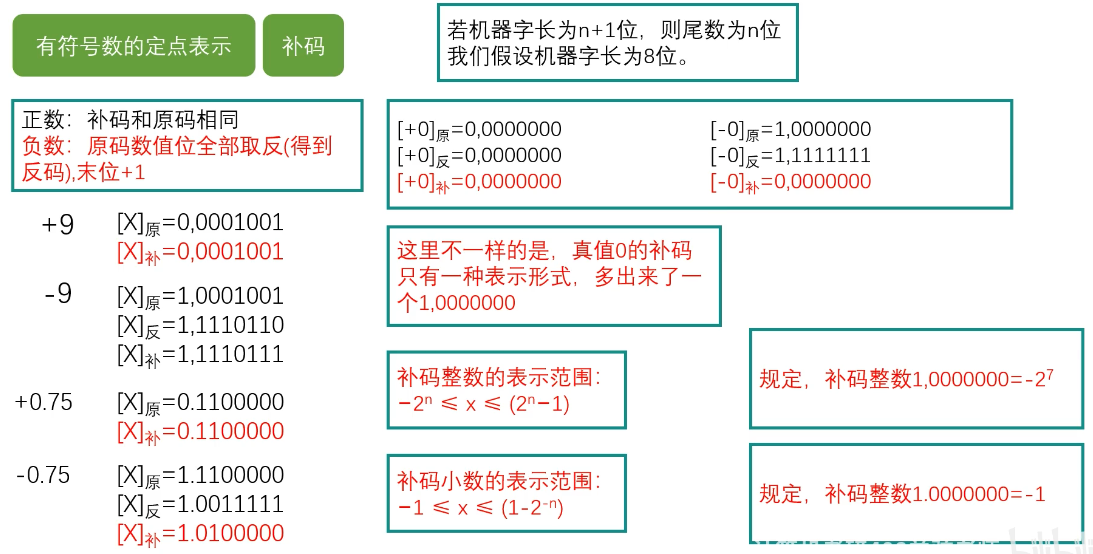 有符号数的定点表示
补码
若机器字长为n+1位，则尾数为n位
我们假设机器字长为8位。
正数：补码和原码相同
负数：原码数值位全部取反(得到
反码),末位+1
[+0]原=0,0000000
[+0]反=0,0000000
[+0]补=0,0000000
[-0]原=1,0000000
[-0]反=1,1111111
[-0]补=0,0000000
+9
[X]原=0,0001001
[X]补=0,0001001
-9
[X]原=1,0001001
[X]反=1,1110110
[X]补=1,1110111
+0.75
[X]原=0.1100000
[X]补=0.1100000
-0.75
[X]原=1.1100000
[X]反=1.0011111
[X]补=1.0100000
这里不一样的是，真值0的补码
只有一种表示形式，多出来了一
个1,0000000
补码整数的表示范围：
−2ⁿ ≤ x ≤ (2ⁿ−1)
规定，补码整数1,0000000=-2⁷
补码小数的表示范围：
−1 ≤ x ≤ (1-2⁻ⁿ)
规定，补码整数1.0000000=-1